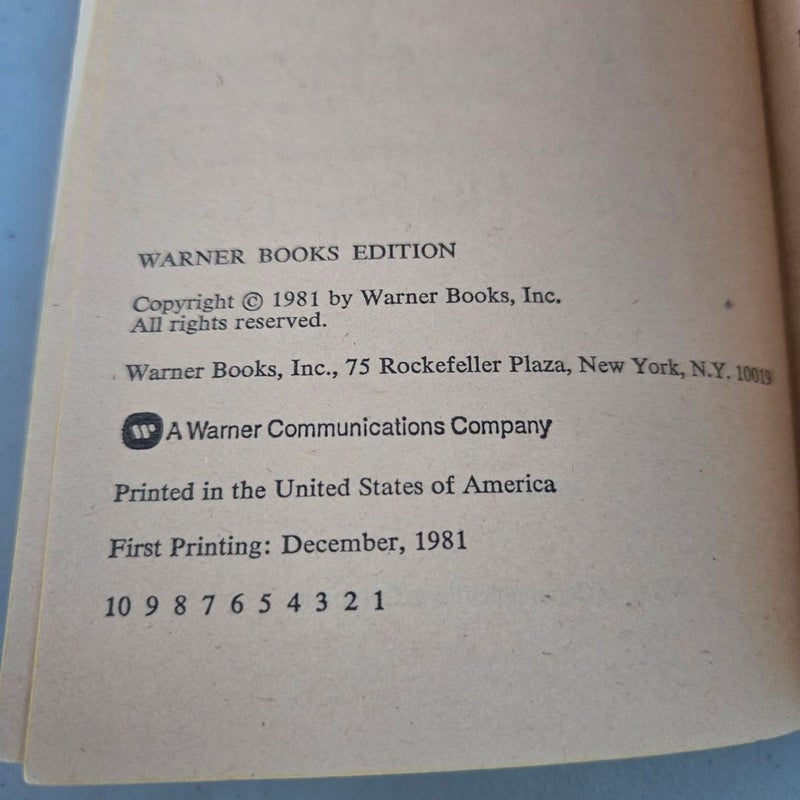 WARNER BOOKS EDITION
Copyright © 1981 by Warner Books, Inc.
All rights reserved.
Warner Books, Inc., 75 Rockefeller Plaza, New York, N.Y. 10019
A Warner Communications Company
Printed in the United States of America
First Printing: December, 1981
10 9 8 7 6 5 4 3 2 1